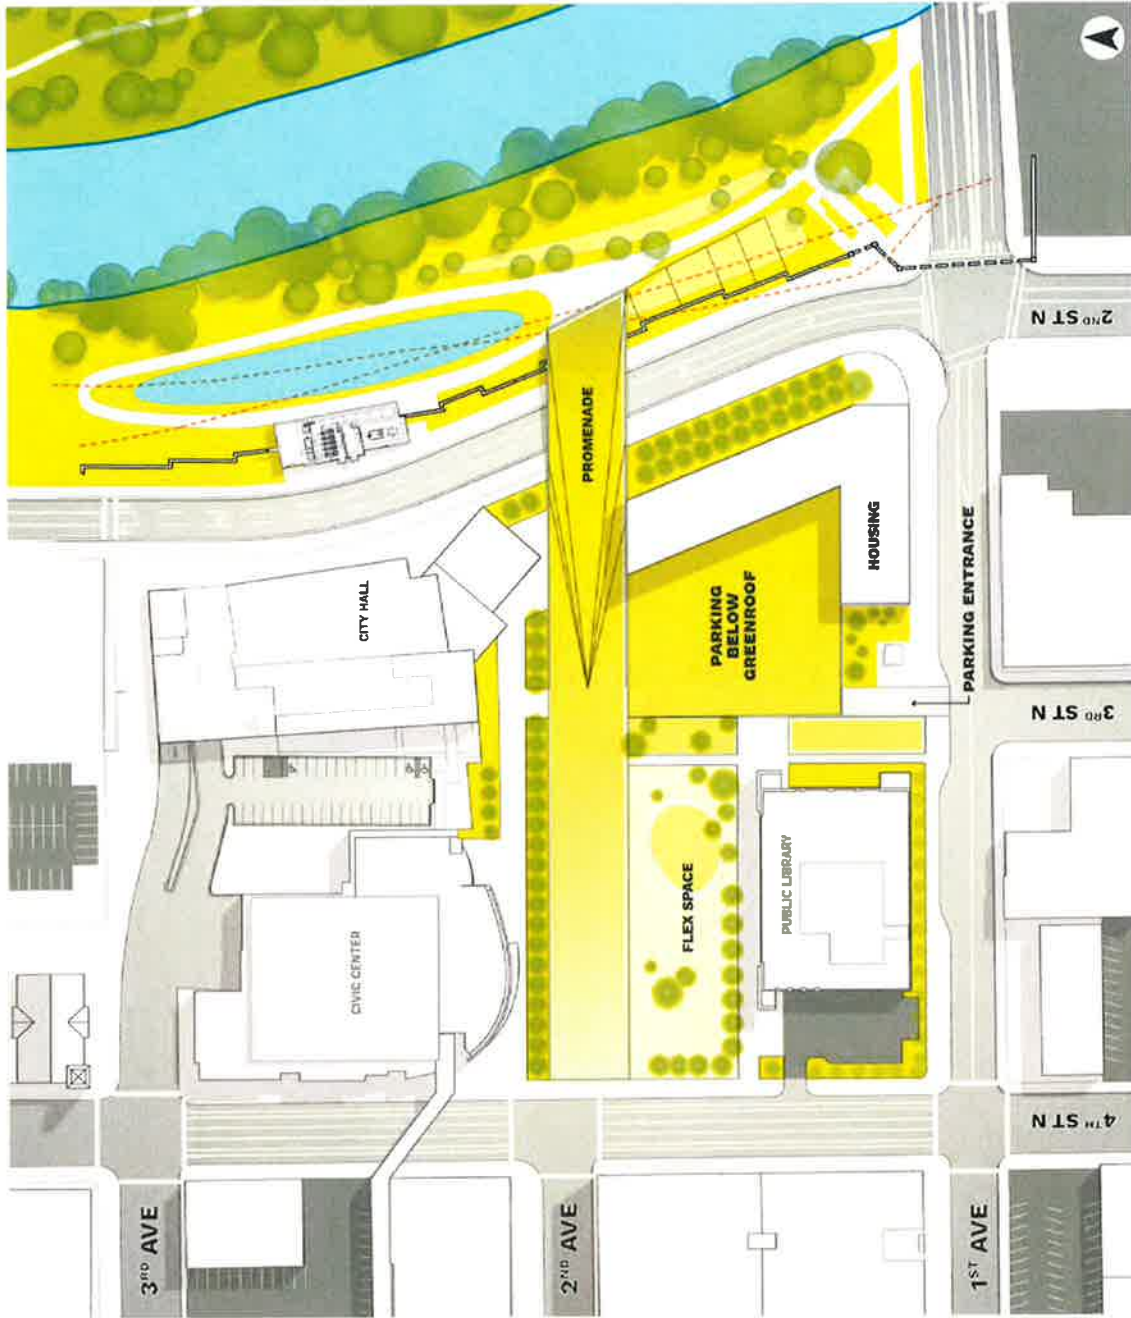 2ND ST N
PROMENADE
HOUSING
CITY HALL
PARKING
BELOW
GREENROOF
PARKING ENTRANCE
3RD ST N
PUBLIC LIBRARY
FLEX SPACE
CIVIC CENTER
4TH ST N
3RD AVE
2ND AVE
1ST AVE